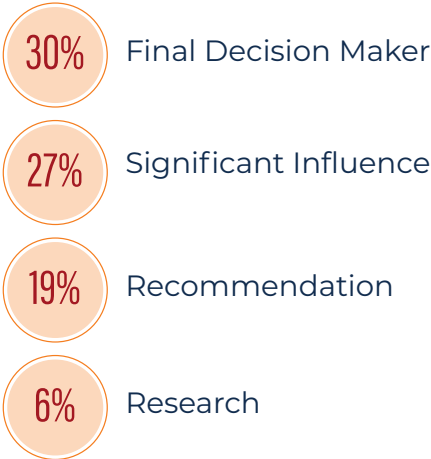 30% Final Decision Maker
27% Significant Influence
19% Recommendation
6% Research